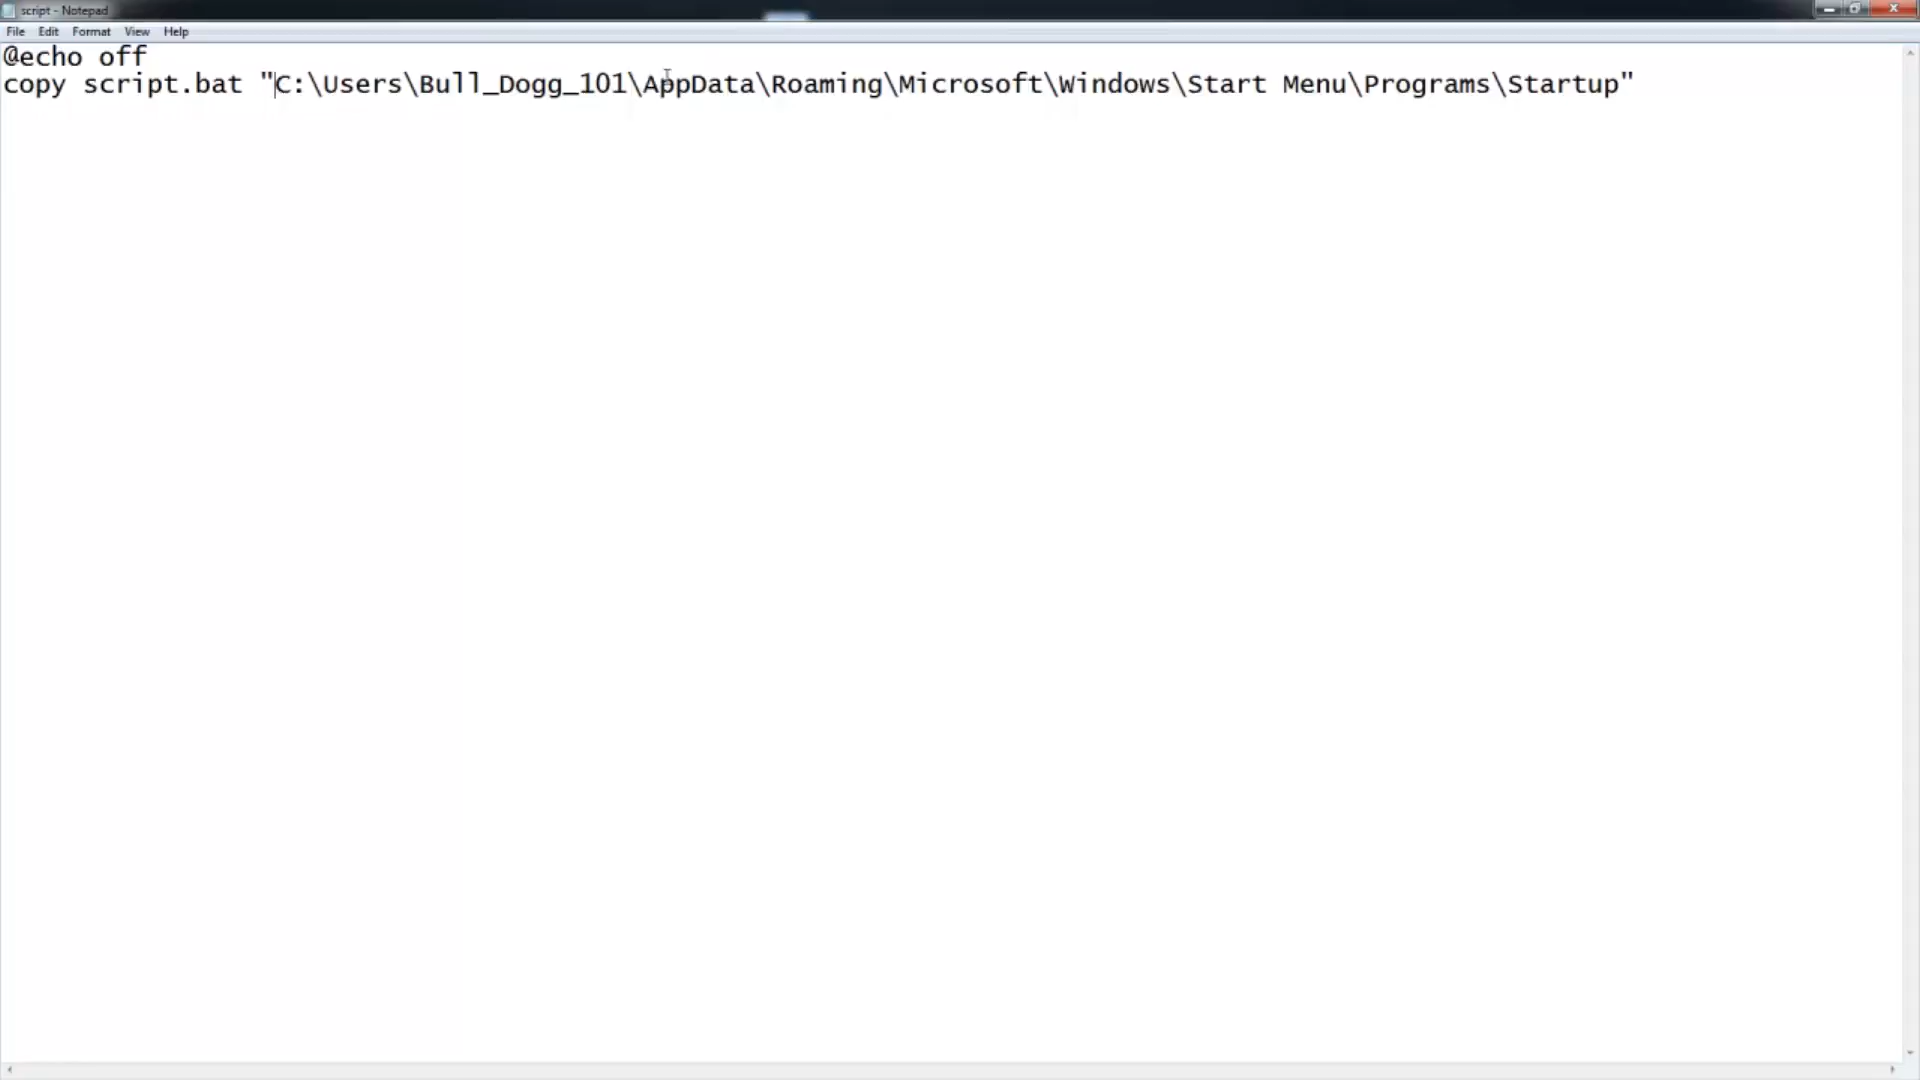 script - Notepad
File Edit Format View Help
@echo off
copy script.bat "C:\Users\Bull_Dogg_101\AppData\Roaming\Microsoft\Windows\Start Menu\Programs\Startup"